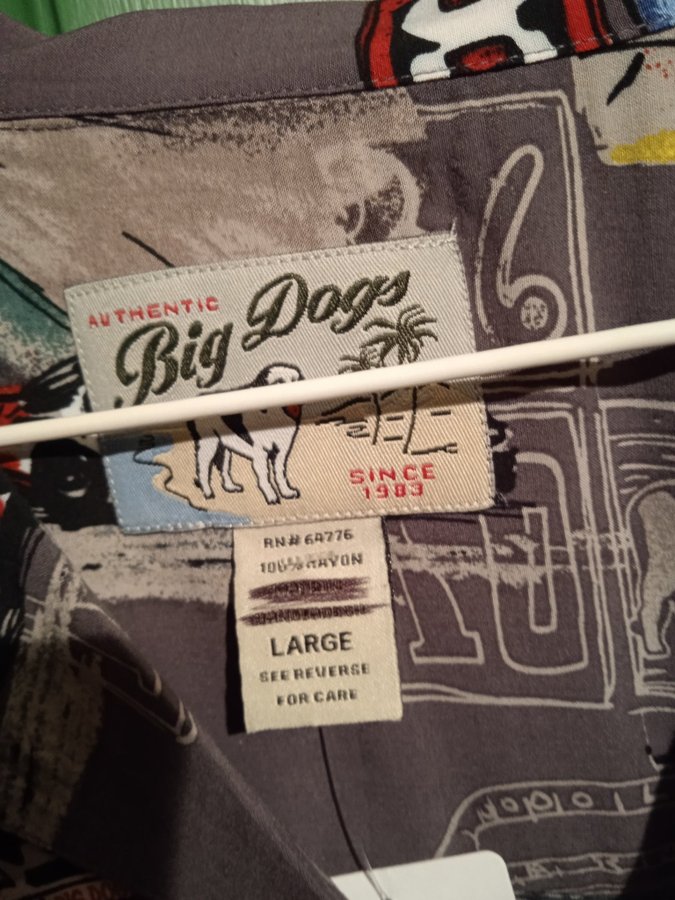 AUTHENTIC
Big Dogs
SINCE
1983
RN# 64776
100% RAYON
LARGE
SEE REVERSE
FOR CARE